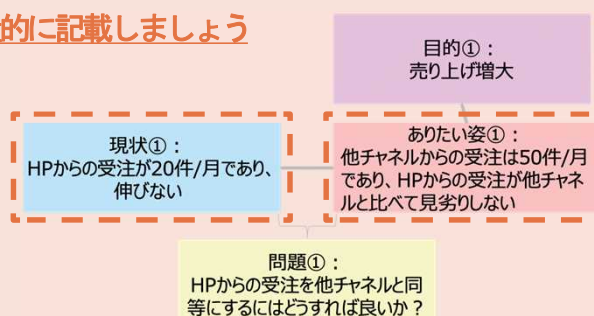 的に記載しましょう
目的①：
売り上げ増大
現状①：
HPからの受注が20件/月であり、
伸びない
ありたい姿①：
他チャネルからの受注は50件/月
であり、HPからの受注が他チャネ
ルと比べて見劣りしない
問題①：
HPからの受注を他チャネルと同
等にするにはどうすれば良いか？